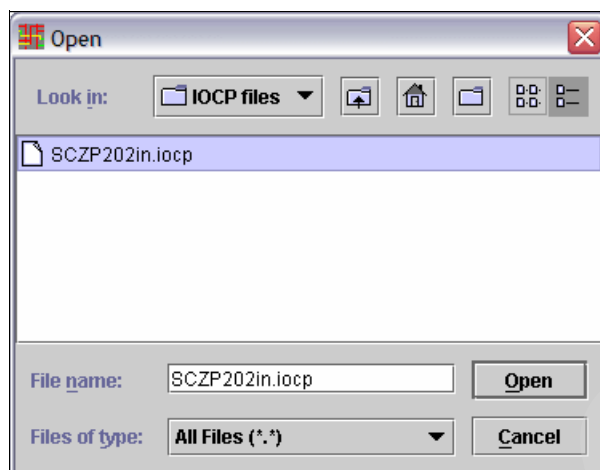 Open
Look in: IOCP files
SCZP202in.iocp
File name: SCZP202in.iocp Open
Files of type: All Files (*.*) Cancel